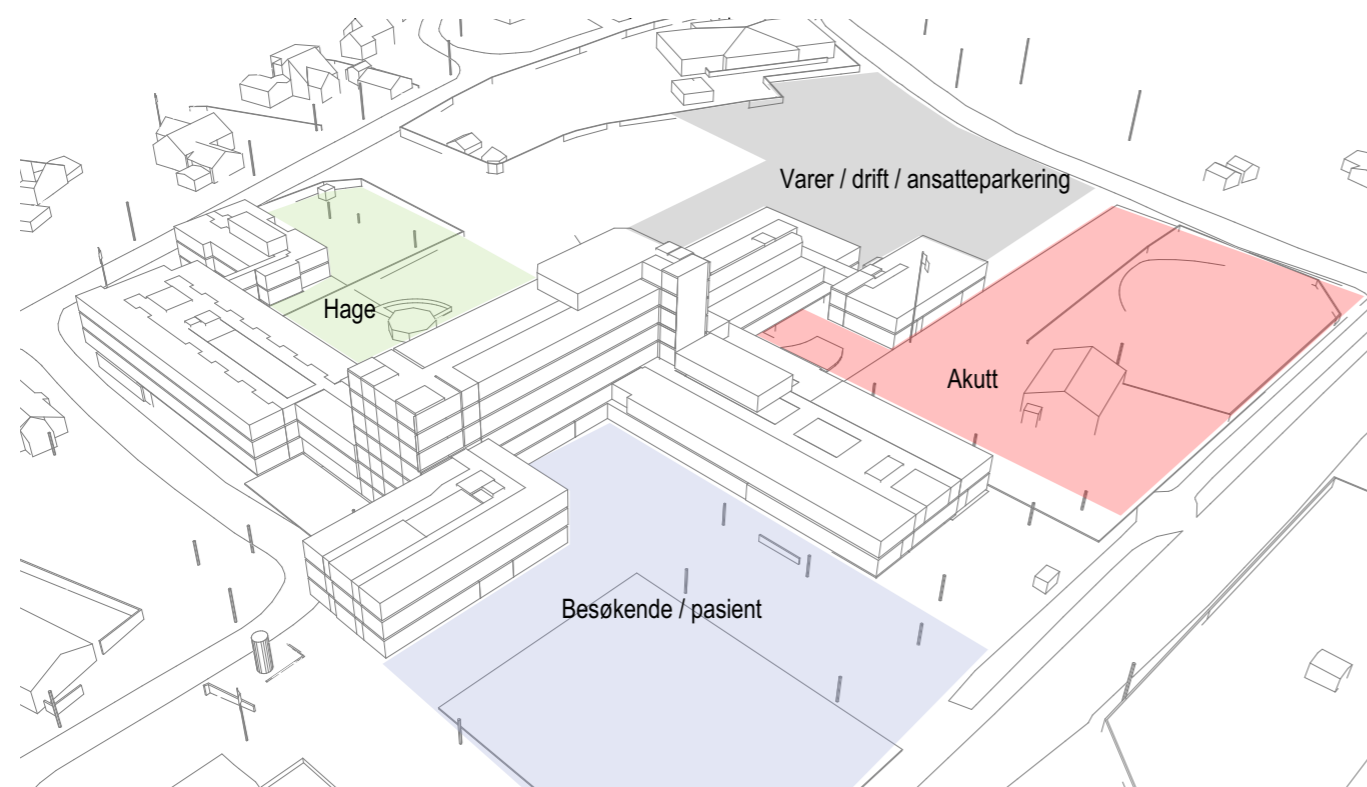 Varer / drift / ansatteparkering
Hage
Akutt
Besøkende / pasient